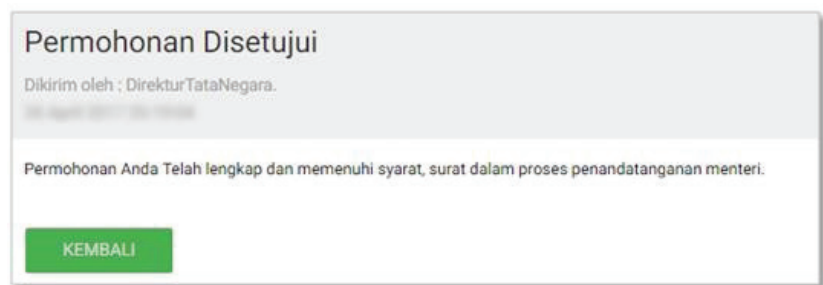 Permohonan Disetujui
Dikirim oleh : DirekturTataNegara.
Permohonan Anda Telah lengkap dan memenuhi syarat, surat dalam proses penandatanganan menteri.
KEMBALI